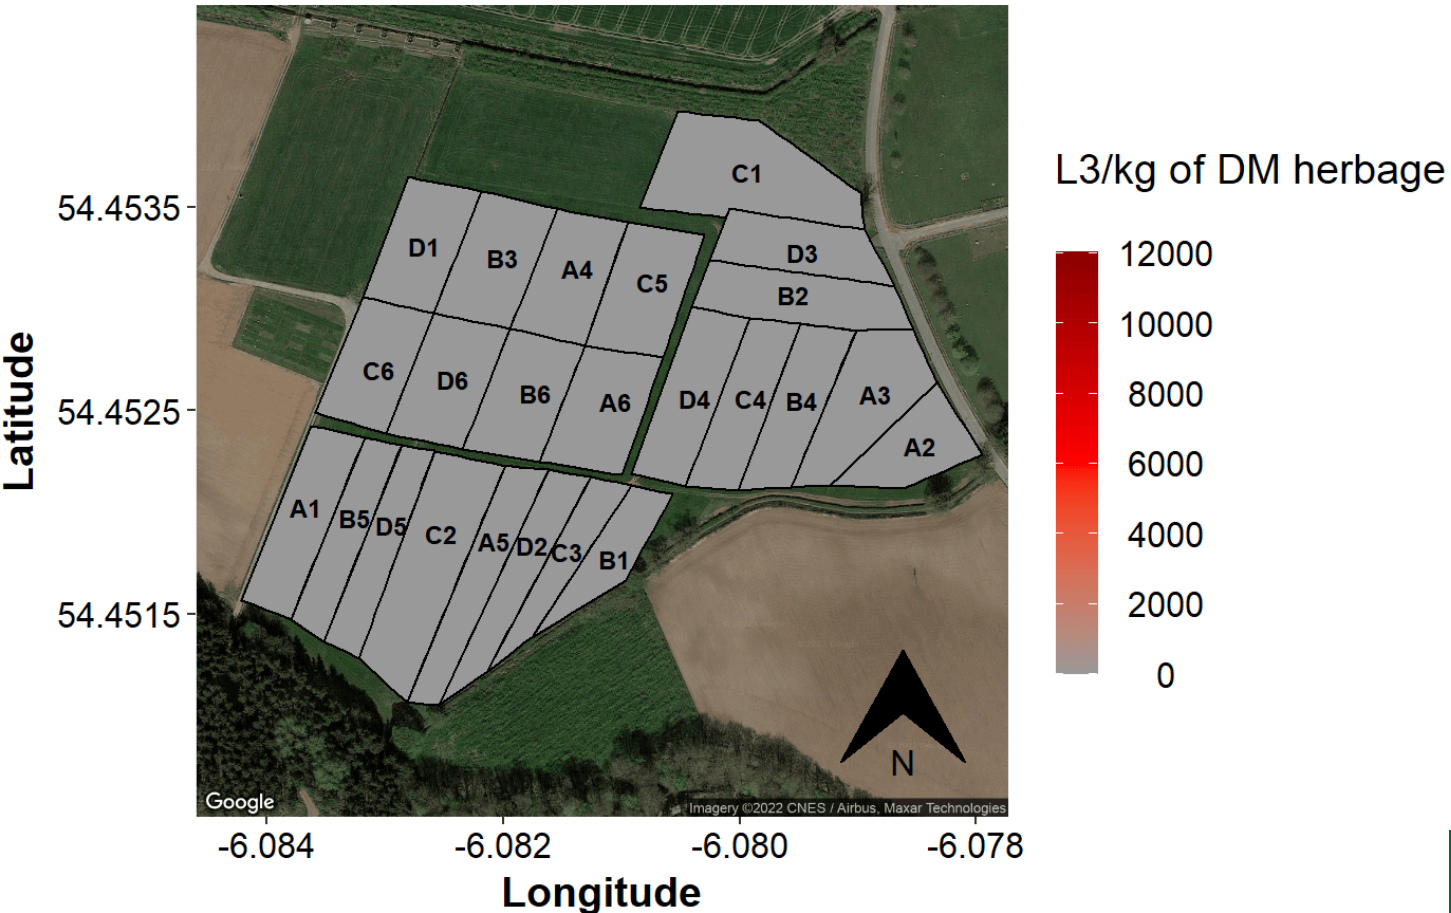 C1
L3/kg of DM herbage
54.4535
D1
B3
A4
C5
D3
B2
12000
10000
8000
6000
4000
2000
0
Latitude
54.4525
C6
D6
B6
A6
D4
C4
B4
A3
A2
54.4515
A1
B5
D5
C2
A5
D2
C3
B1
N
Google
Imagery ©2022 CNES / Airbus, Maxar Technologies
-6.084
-6.082
-6.080
-6.078
Longitude